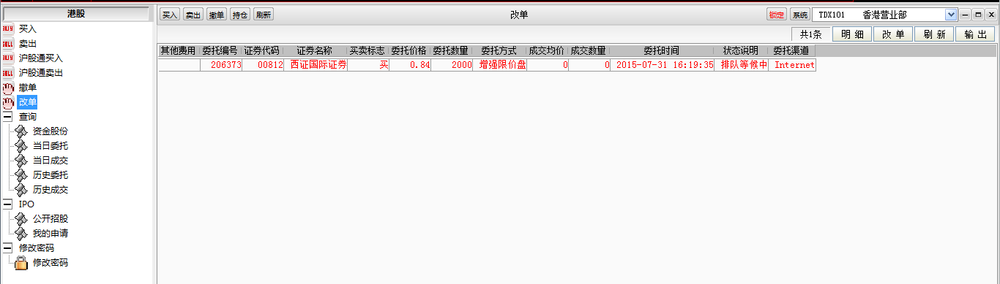 港股
买入
卖出
沪股通买入
沪股通卖出
撤单
改单
查询
资金股份
当日委托
当日成交
历史委托
历史成交
IPO
公开招股
我的申请
修改密码
修改密码
买入 卖出 撤单 持仓 刷新 改单 锁定 系统 TDX101 香港营业部
共1条 明 细 改 单 刷 新 输 出
其他费用 委托编号 证券代码 证券名称 买卖标志 委托价格 委托数量 委托方式 成交均价 成交数量 委托时间 状态说明 委托渠道
206373 00812 西证国际证券 买 0.84 2000 增强限价盘 0 0 2015-07-31 16:19:35 排队等候中 Internet